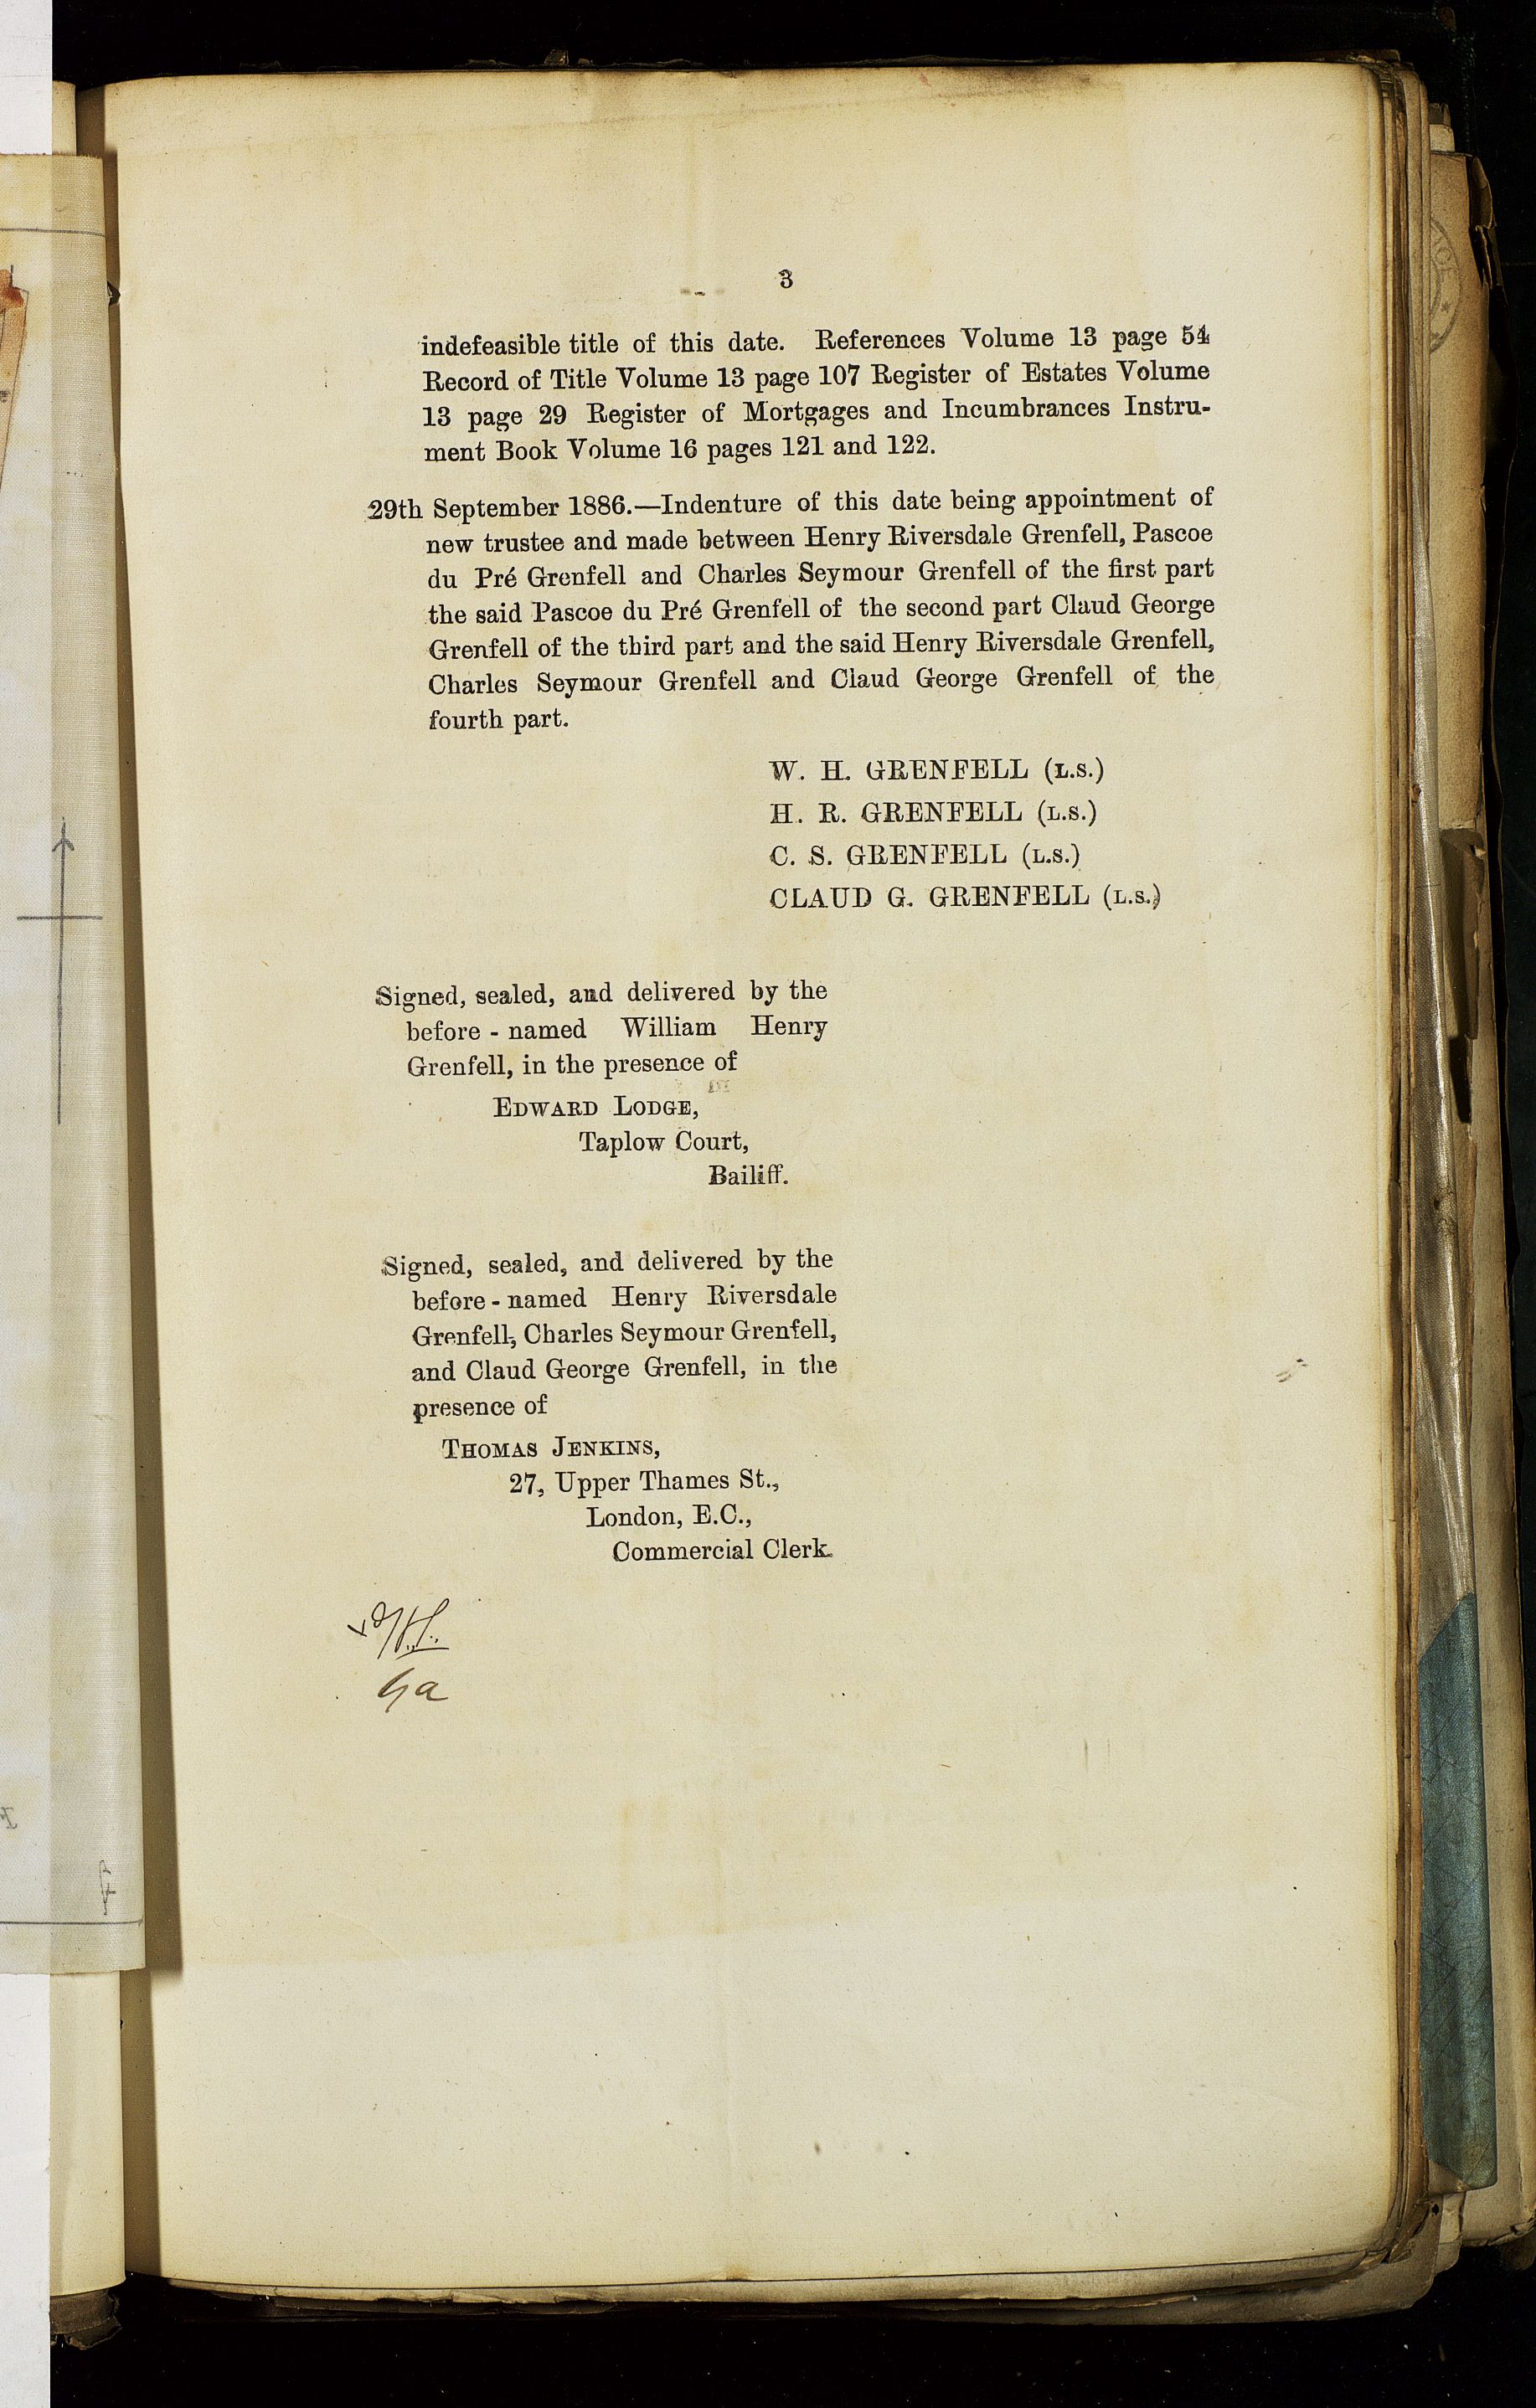 3
indefeasible title of this date. References Volume 13 page 54
Record of Title Volume 13 page 107 Register of Estates Volume
13 page 29 Register of Mortgages and Incumbrances Instru-
ment Book Volume 16 pages 121 and 122.
29th September 1886.—Indenture of this date being appointment of
new trustee and made between Henry Riversdale Grenfell, Pascoe
du Pré Grenfell and Charles Seymour Grenfell of the first part
the said Pascoe du Pré Grenfell of the second part Claud George
Grenfell of the third part and the said Henry Riversdale Grenfell,
Charles Seymour Grenfell and Claud George Grenfell of the
fourth part.
W. H. GRENFELL (L.S.)
H. R. GRENFELL (L.S.)
C. S. GRENFELL (L.S.)
CLAUD G. GRENFELL (L.S.)
Signed, sealed, and delivered by the
before - named William Henry
Grenfell, in the presence of
EDWARD LODGE,
Taplow Court,
Bailiff.
Signed, sealed, and delivered by the
before - named Henry Riversdale
Grenfell, Charles Seymour Grenfell,
and Claud George Grenfell, in the
presence of
THOMAS JENKINS,
27, Upper Thames St.,
London, E.C.,
Commercial Clerk.